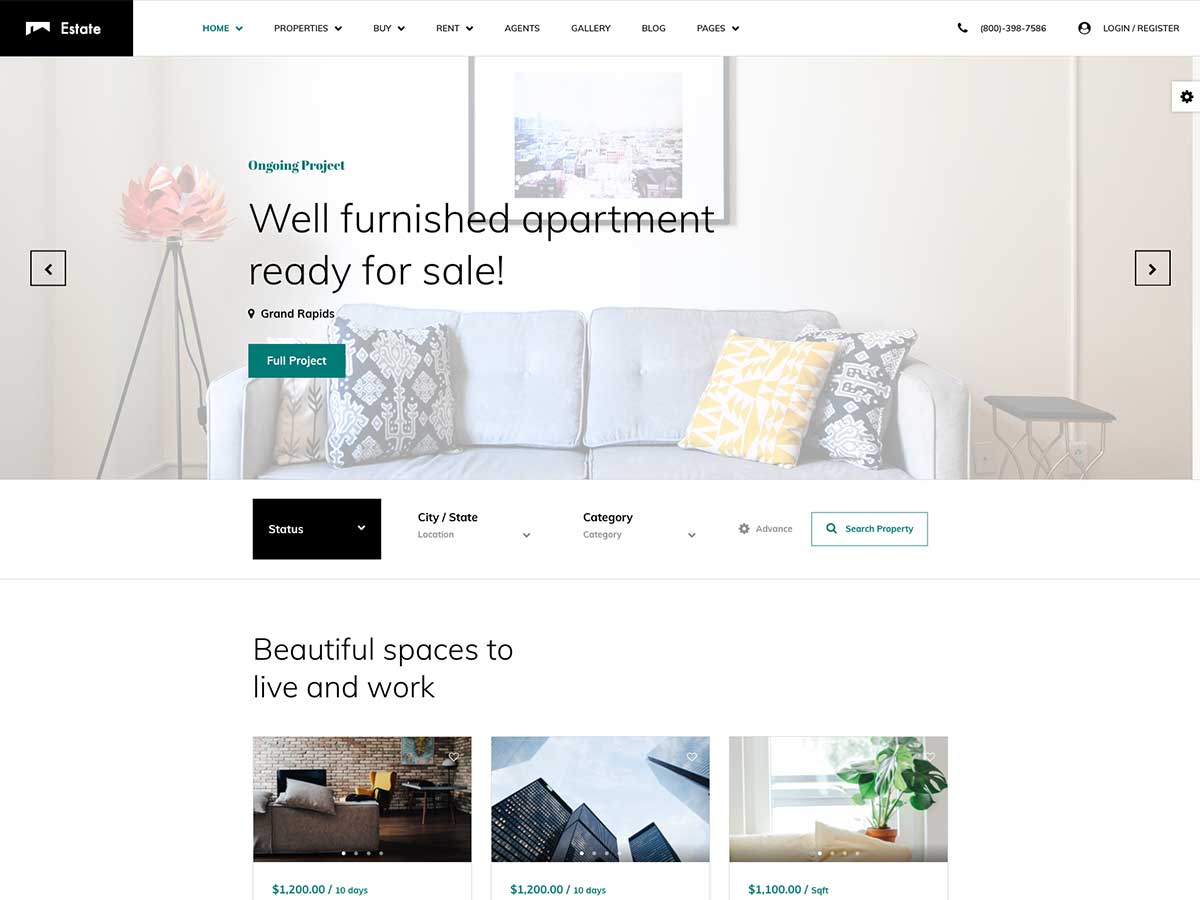 Estate
HOME
PROPERTIES
BUY
RENT
AGENTS
GALLERY
BLOG
PAGES
(800)-398-7586
LOGIN / REGISTER
Ongoing Project
Well furnished apartment
ready for sale!
Grand Rapids
Full Project
Status
City / State
Location
Category
Category
Advance
Search Property
Beautiful spaces to
live and work
$1,200.00 / 10 days
$1,200.00 / 10 days
$1,100.00 / Sqft